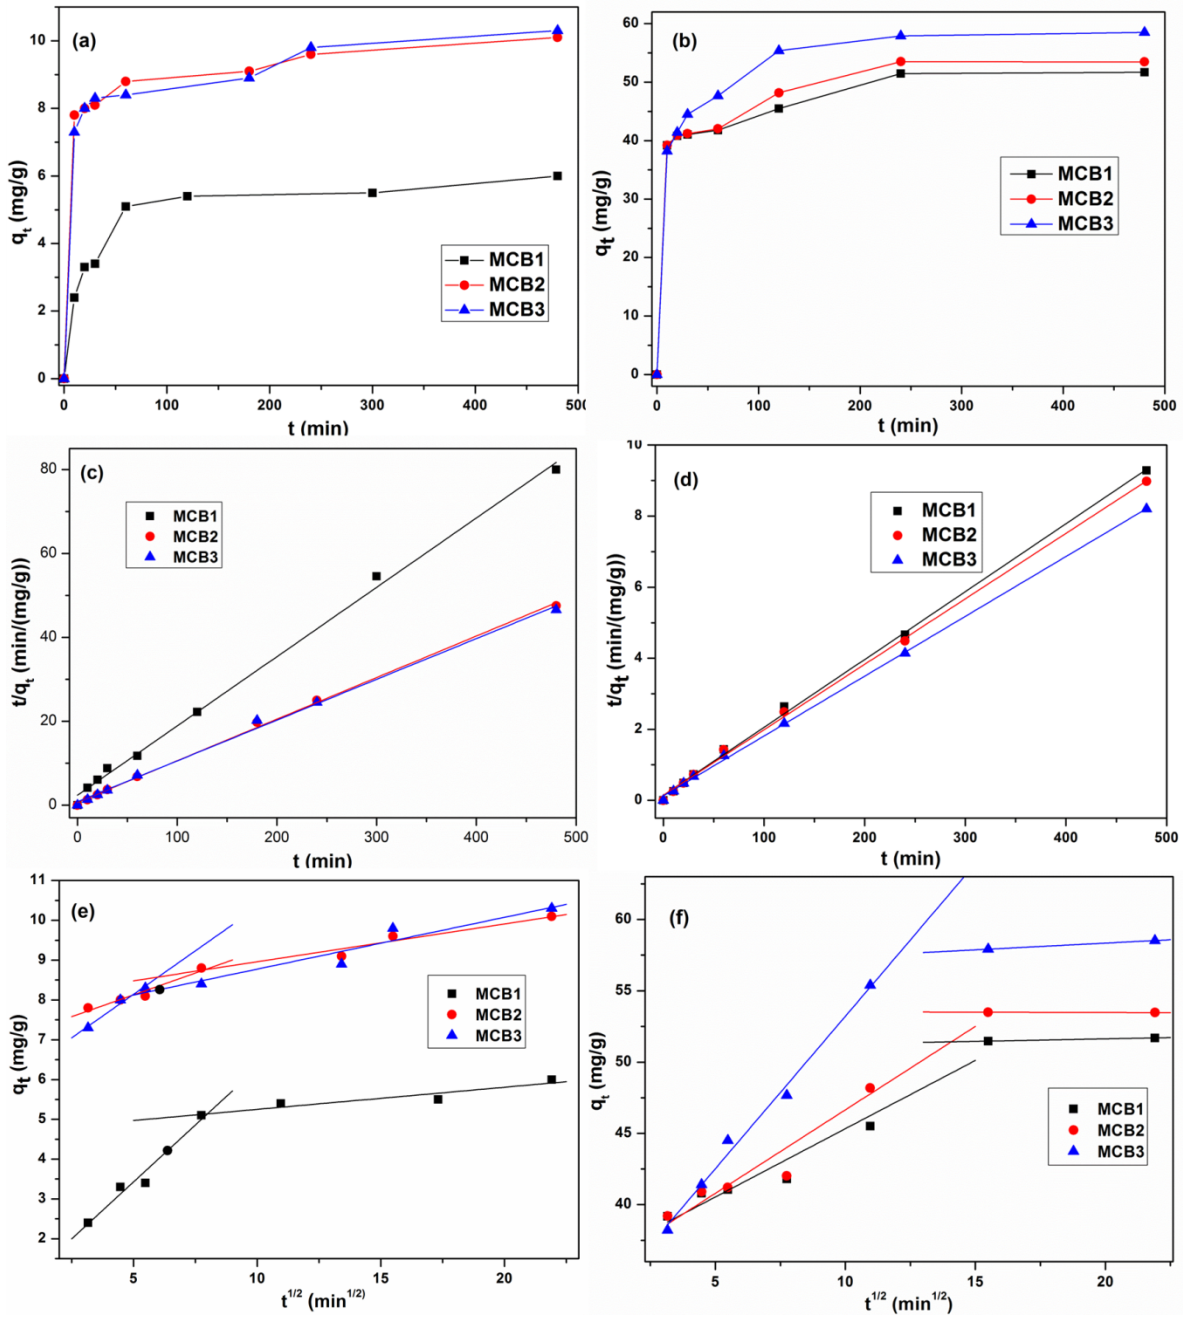 (a)
10
8
6
4
2
0
qt (mg/g)
MCB1
MCB2
MCB3
0 100 200 300 400 500
t (min)
(b)
60
50
40
30
20
10
0
qt (mg/g)
MCB1
MCB2
MCB3
0 100 200 300 400 500
t (min)
(c)
80
60
40
20
0
t/qt (min/(mg/g))
MCB1
MCB2
MCB3
0 100 200 300 400 500
t (min)
(d)
10
8
6
4
2
0
t/qt (min/(mg/g)
MCB1
MCB2
MCB3
0 100 200 300 400 500
t (min)
(e)
11
10
9
8
7
6
5
4
3
2
qt (mg/g)
MCB1
MCB2
MCB3
5 10 15 20
t1/2 (min1/2)
(f)
60
55
50
45
40
qt (mg/g)
MCB1
MCB2
MCB3
5 10 15 20
t1/2 (min1/2)